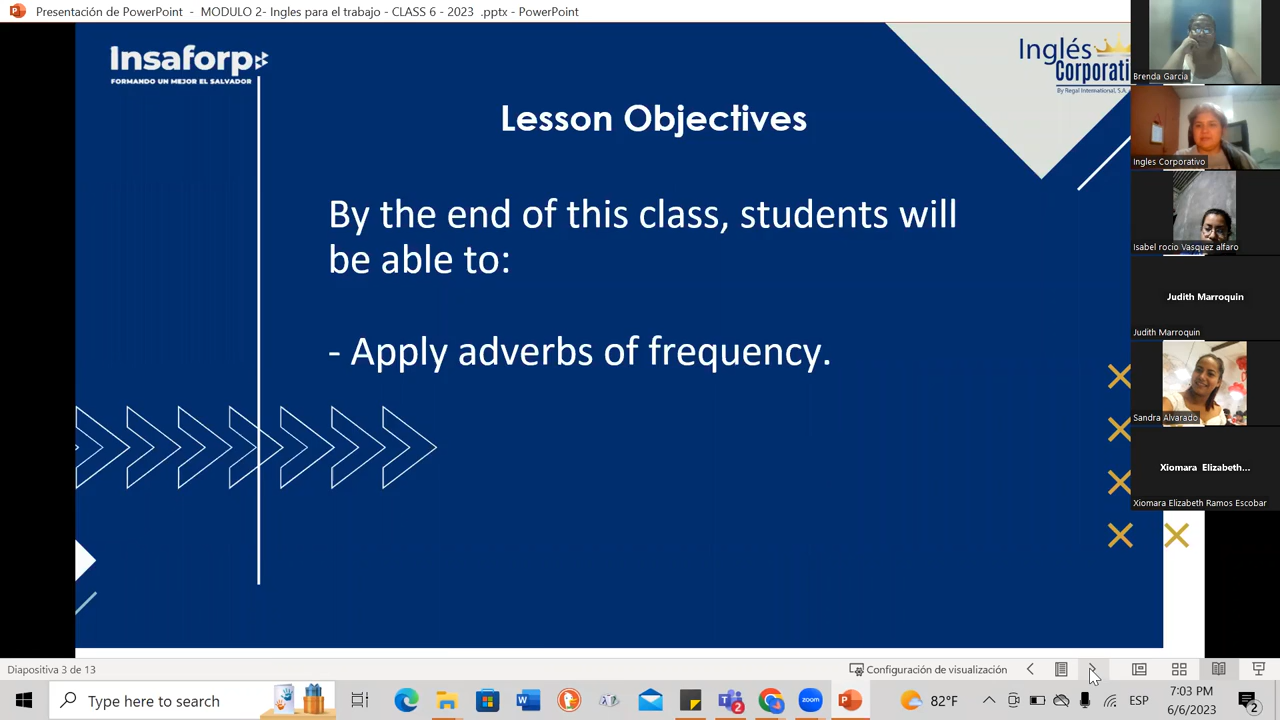 Presentación de PowerPoint - MODULO 2- Ingles para el trabajo - CLASS 6 - 2023 .pptx - PowerPoint
Insaforp
FORMANDO UN MEJOR EL SALVADOR
Inglés
Corporati
By Regal International, S.A.
Lesson Objectives
By the end of this class, students will
be able to:
- Apply adverbs of frequency.
Brenda Garcia
Ingles Corporativo
Isabel rocio Vasquez alfaro
Judith Marroquin
Judith Marroquin
Sandra Alvarado
Xiomara Elizabeth...
Xiomara Elizabeth Ramos Escobar
Diapositiva 3 de 13
Configuración de visualización
Type here to search
82°F
ESP
7:03 PM
6/6/2023
2
2
zoom